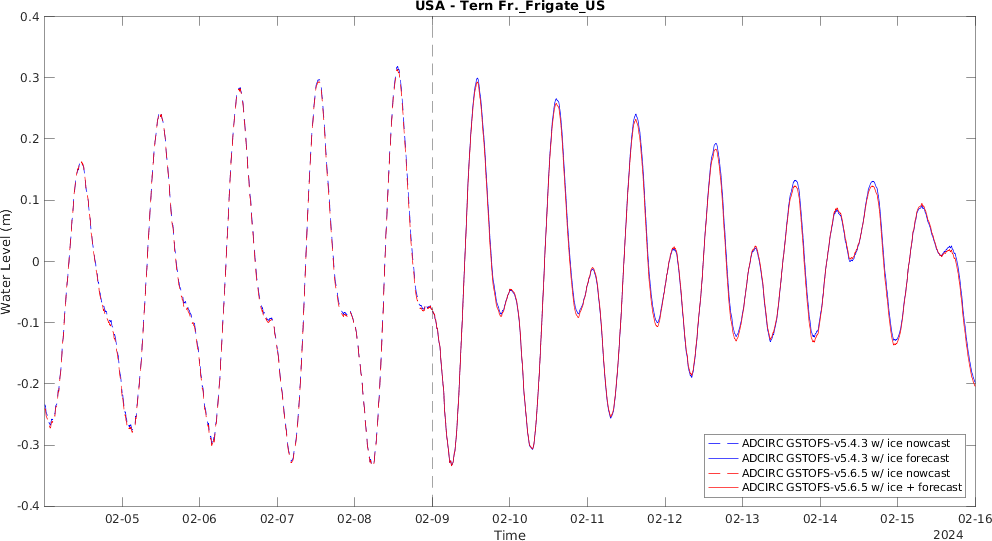 USA - Tern Fr._Frigate_US
0.4
0.3
0.2
0.1
0
-0.1
-0.2
-0.3
-0.4
Water Level (m)
ADCIRC GSTOFS-v5.4.3 w/ ice nowcast
ADCIRC GSTOFS-v5.4.3 w/ ice forecast
ADCIRC GSTOFS-v5.6.5 w/ ice nowcast
ADCIRC GSTOFS-v5.6.5 w/ ice + forecast
02-05 02-06 02-07 02-08 02-09 02-10 02-11 02-12 02-13 02-14 02-15 02-16
Time
2024